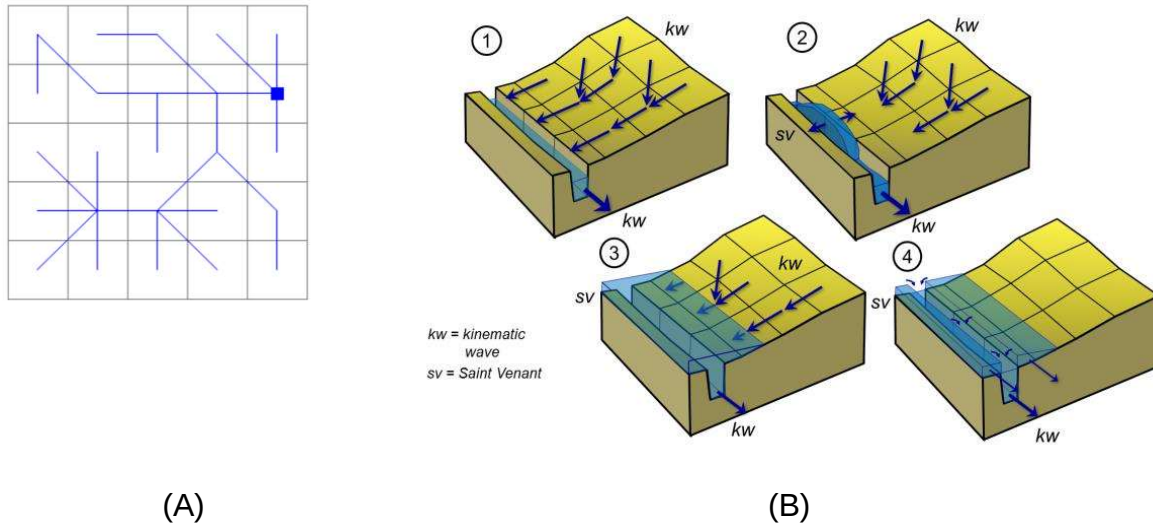 1
kw
2
kw
sv
kw
kw
3
kw
4
sv
sv
kw = kinematic
wave
sv = Saint Venant
kw
kw
(A)
(B)